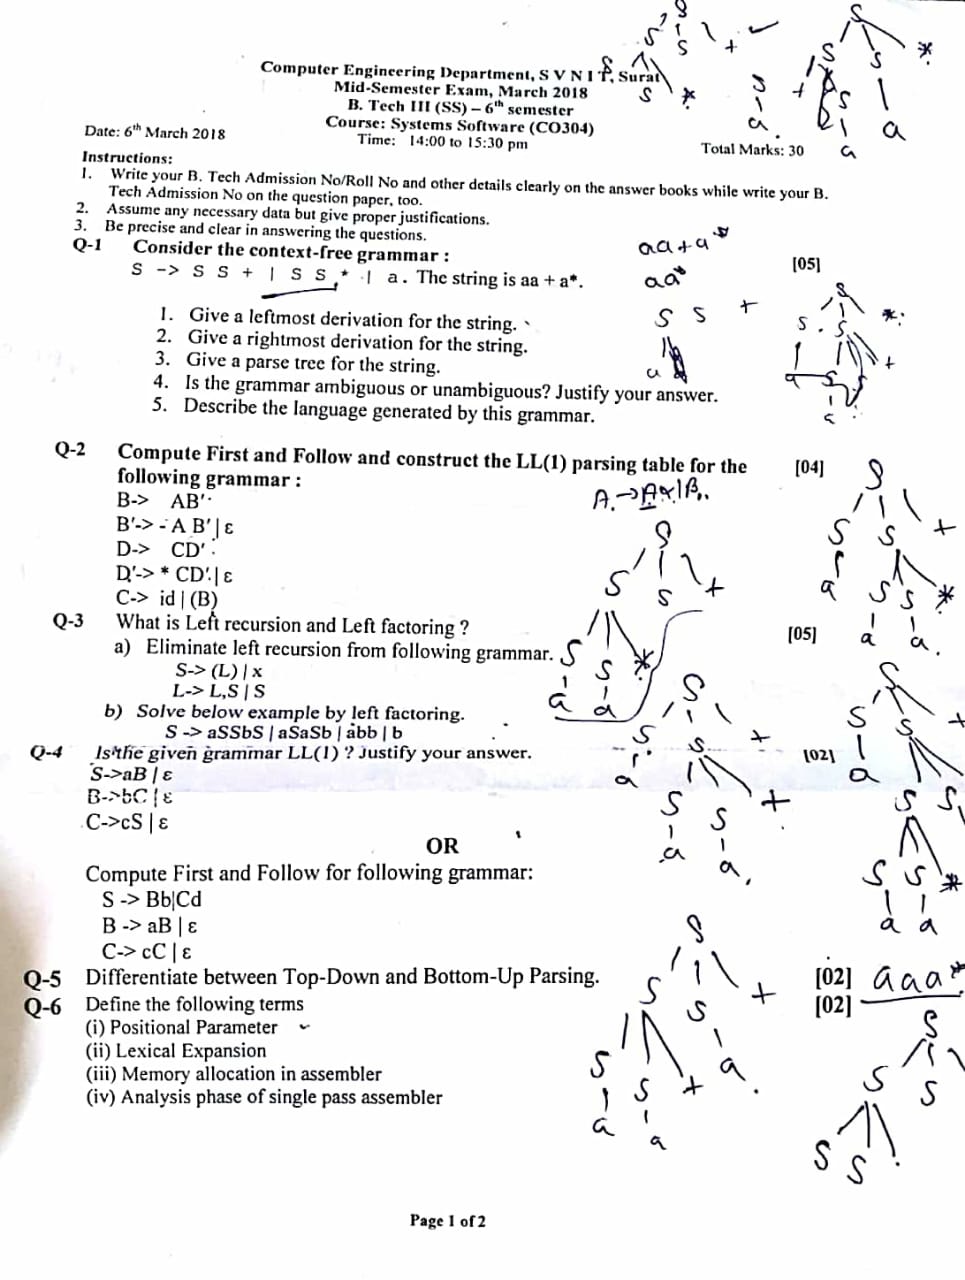 Computer Engineering Department, S V N I T, Surat
Mid-Semester Exam, March 2018
B. Tech III (SS) – 6th semester
Course: Systems Software (CO304)
Date: 6th March 2018
Time: 14:00 to 15:30 pm
Total Marks: 30
Instructions:
1. Write your B. Tech Admission No/Roll No and other details clearly on the answer books while write your B.
Tech Admission No on the question paper, too.
2. Assume any necessary data but give proper justifications.
3. Be precise and clear in answering the questions.
Q-1 Consider the context-free grammar : [05]
S -> S S + | S S * | a . The string is aa + a*.
aa+a*
aa*
1. Give a leftmost derivation for the string.
2. Give a rightmost derivation for the string.
3. Give a parse tree for the string.
4. Is the grammar ambiguous or unambiguous? Justify your answer.
5. Describe the language generated by this grammar.
Q-2 Compute First and Follow and construct the LL(1) parsing table for the [04]
following grammar :
B-> AB'
B'-> - A B' | ε
D-> CD'
D'-> * CD' | ε
C-> id | (B)
A->Aα|β
Q-3 What is Left recursion and Left factoring ? [05]
a) Eliminate left recursion from following grammar.
S-> (L) | x
L-> L,S | S
b) Solve below example by left factoring.
S -> aSSbS | aSaSb | abb | b
Q-4 Is the given grammar LL(1) ? Justify your answer. [02]
S->aB | ε
B->bC | ε
C->cS | ε
OR
Compute First and Follow for following grammar:
S -> Bb|Cd
B -> aB | ε
C-> cC | ε
Q-5 Differentiate between Top-Down and Bottom-Up Parsing. [02]
aaa*
Q-6 Define the following terms [02]
(i) Positional Parameter
(ii) Lexical Expansion
(iii) Memory allocation in assembler
(iv) Analysis phase of single pass assembler
Page 1 of 2